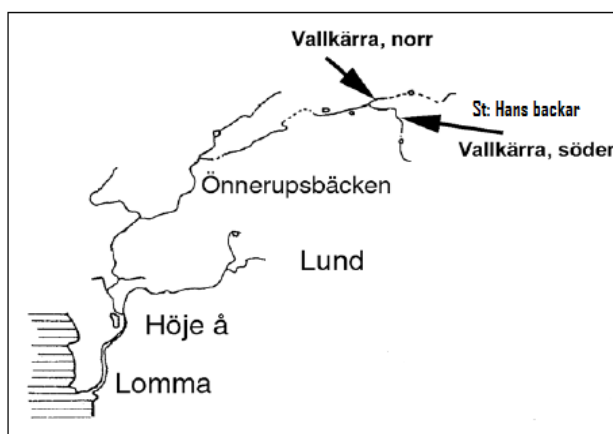 Vallkärra, norr
St: Hans backar
Vallkärra, söder
Önnerupsbäcken
Lund
Höje å
Lomma